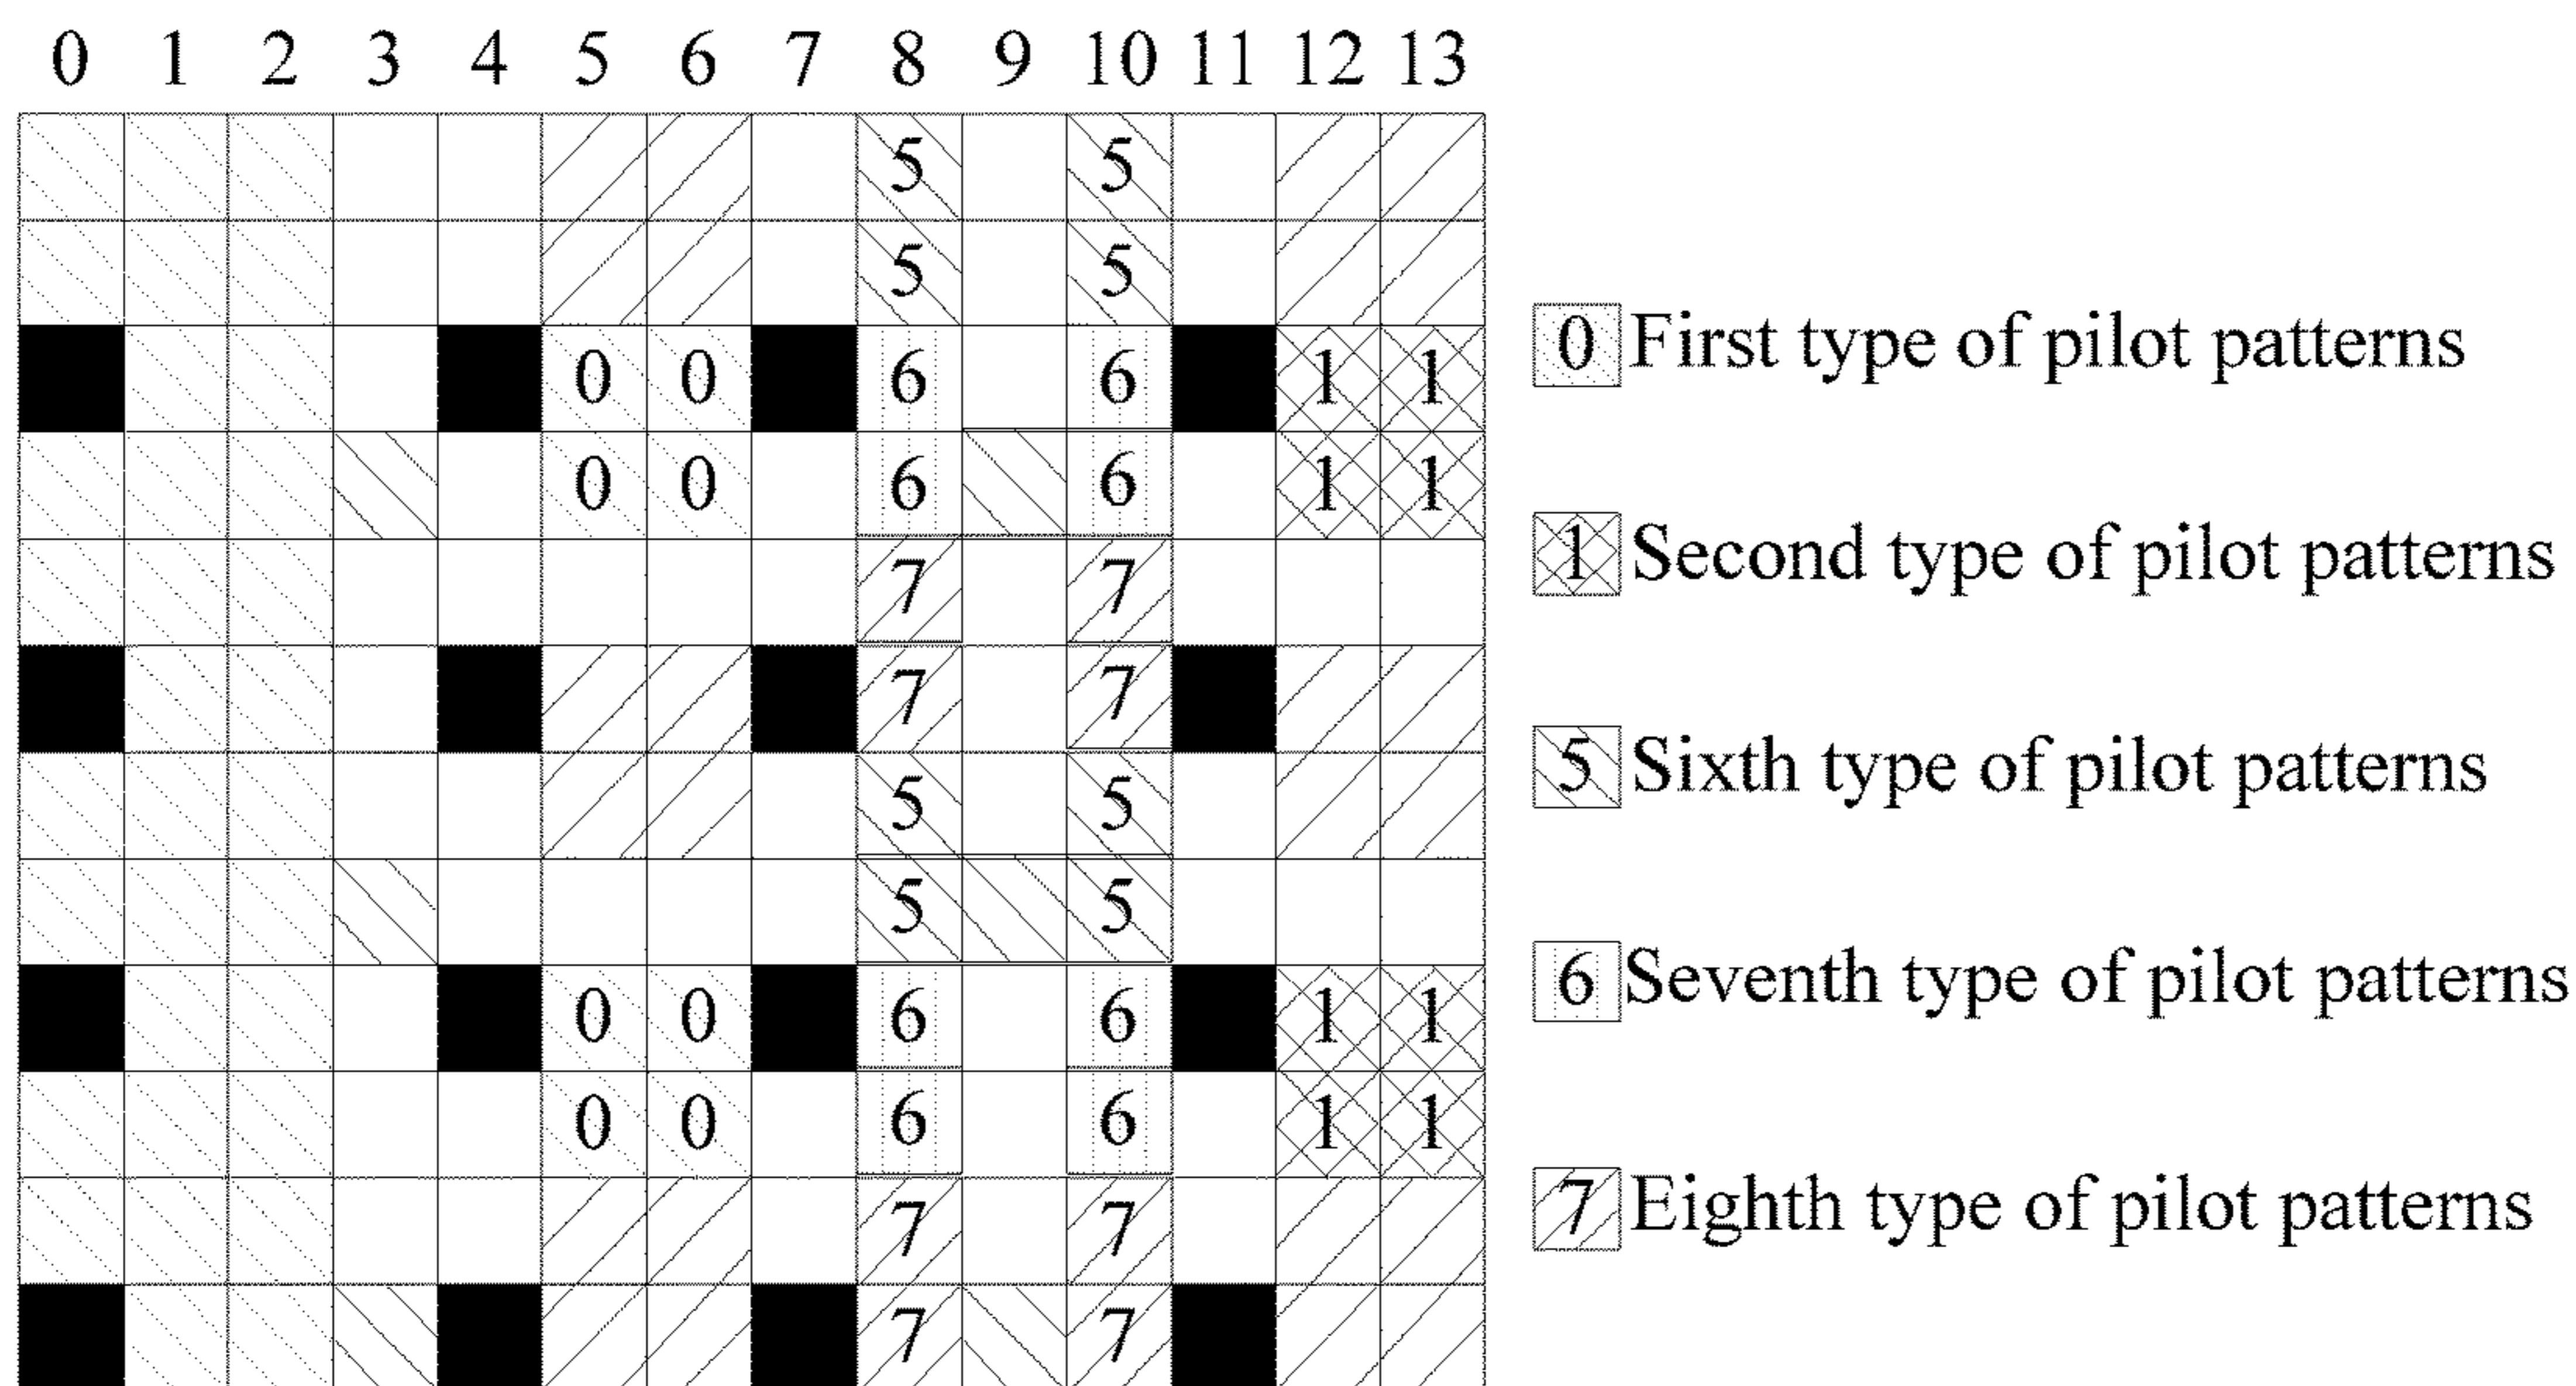 0 1 2 3 4 5 6 7 8 9 10 11 12 13
5 5
5 5
0 0 6 6 1 1
0 0 6 6 1 1
7 7
7 7
5 5
5 5
0 0 6 6 1 1
0 0 6 6 1 1
7 7
7 7
0 First type of pilot patterns
1 Second type of pilot patterns
5 Sixth type of pilot patterns
6 Seventh type of pilot patterns
7 Eighth type of pilot patterns